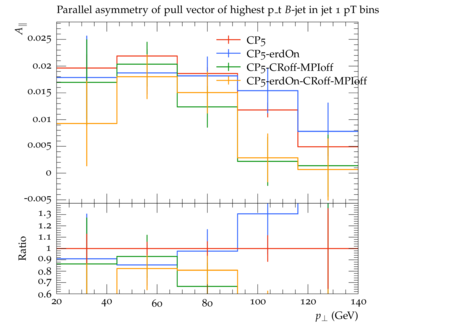 Parallel asymmetry of pull vector of highest p_t B-jet in jet 1 pT bins
A∥
CP5
CP5-erdOn
CP5-CRoff-MPIoff
CP5-erdOn-CRoff-MPIoff
0.025
0.02
0.015
0.01
0.005
0
-0.005
Ratio
1.3
1.2
1.1
1
0.9
0.8
0.7
0.6
20 40 60 80 100 120 140
p⊥ (GeV)